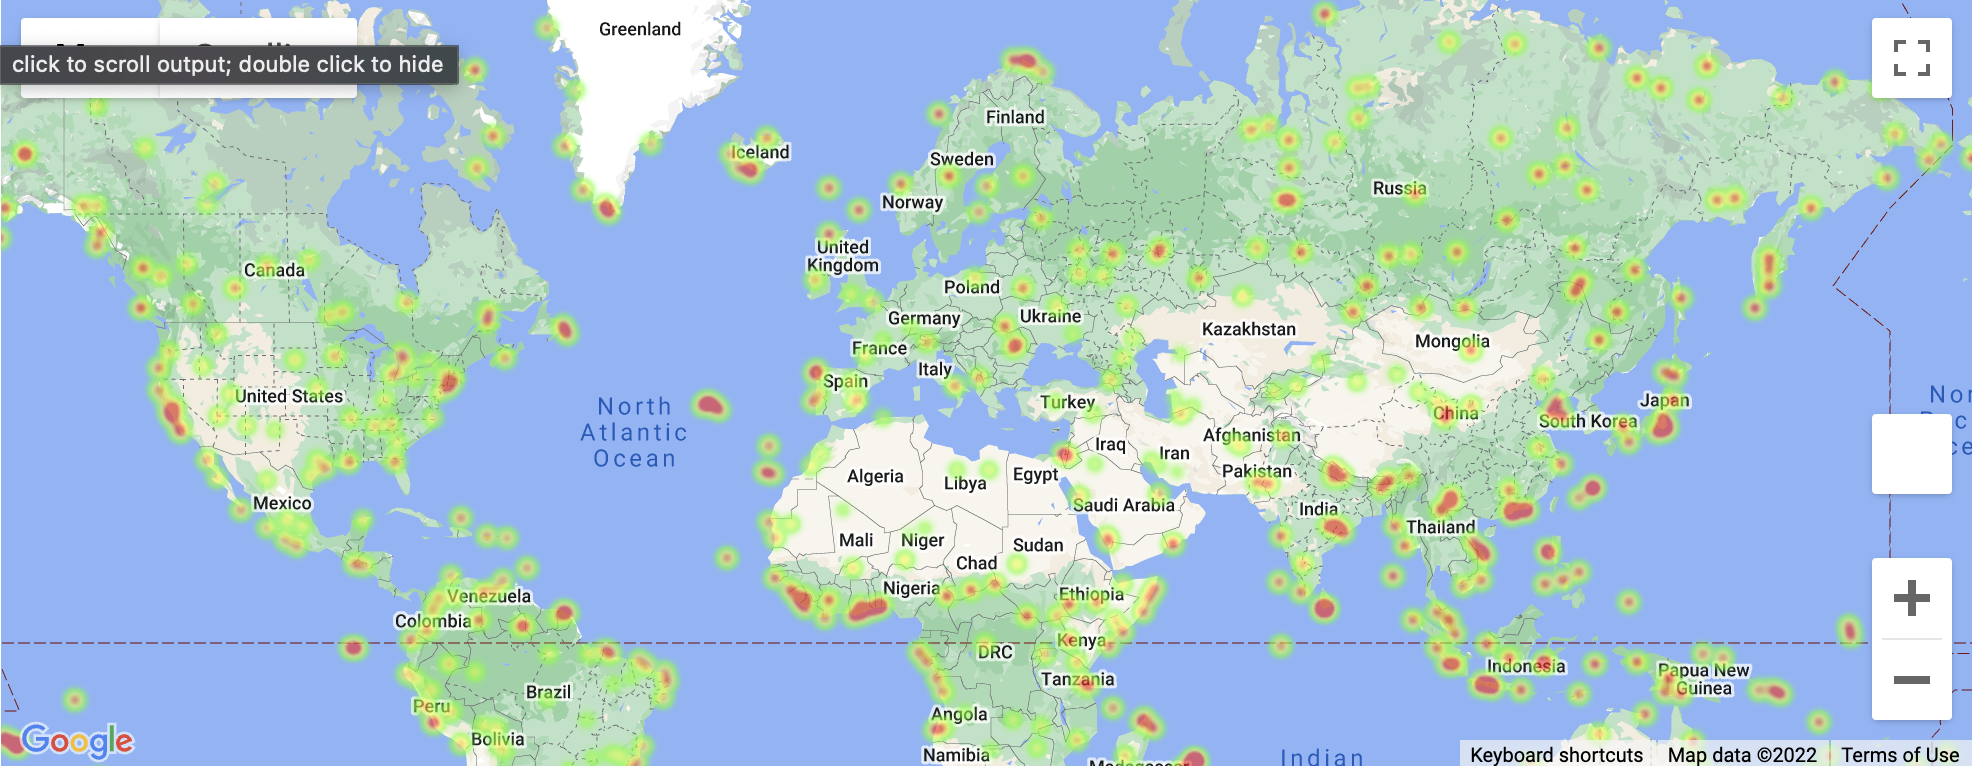 Greenland
click to scroll output; double click to hide
Finland
Iceland
Sweden
Russia
Norway
United
Kingdom
Canada
Poland
Germany
Ukraine
Kazakhstan
France
Mongolia
Italy
Spain
United States
North
Atlantic
Ocean
Turkey
China
Japan
South Korea
Afghanistan
Iraq
Iran
Algeria
Libya
Egypt
Pakistan
Mexico
Saudi Arabia
India
Thailand
Mali
Niger
Sudan
Chad
Nigeria
Ethiopia
Venezuela
Colombia
Kenya
DRC
Indonesia
Papua New
Guinea
Tanzania
Brazil
Peru
Angola
Bolivia
Namibia
Indian
Google
Keyboard shortcuts
Map data ©2022
Terms of Use